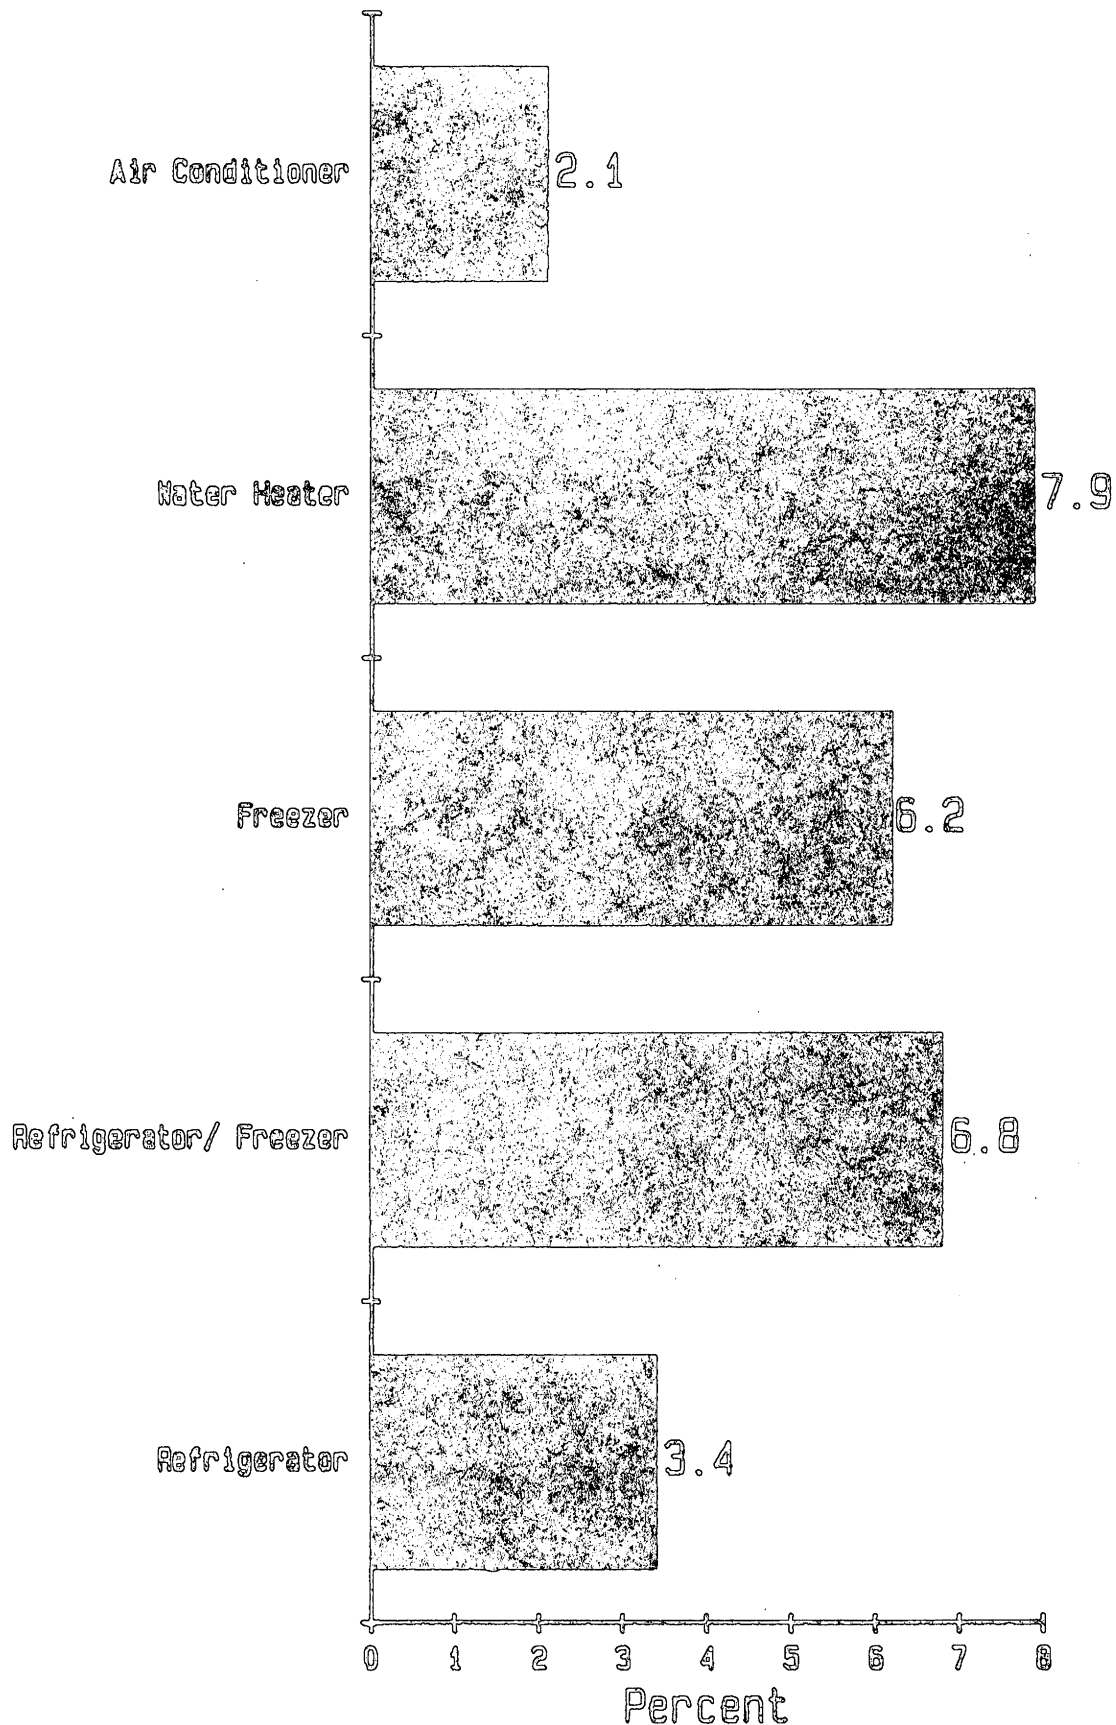 Air Conditioner 2.1
Water Heater 7.9
Freezer 6.2
Refrigerator/ Freezer 6.8
Refrigerator 3.4
0 1 2 3 4 5 6 7 8
Percent